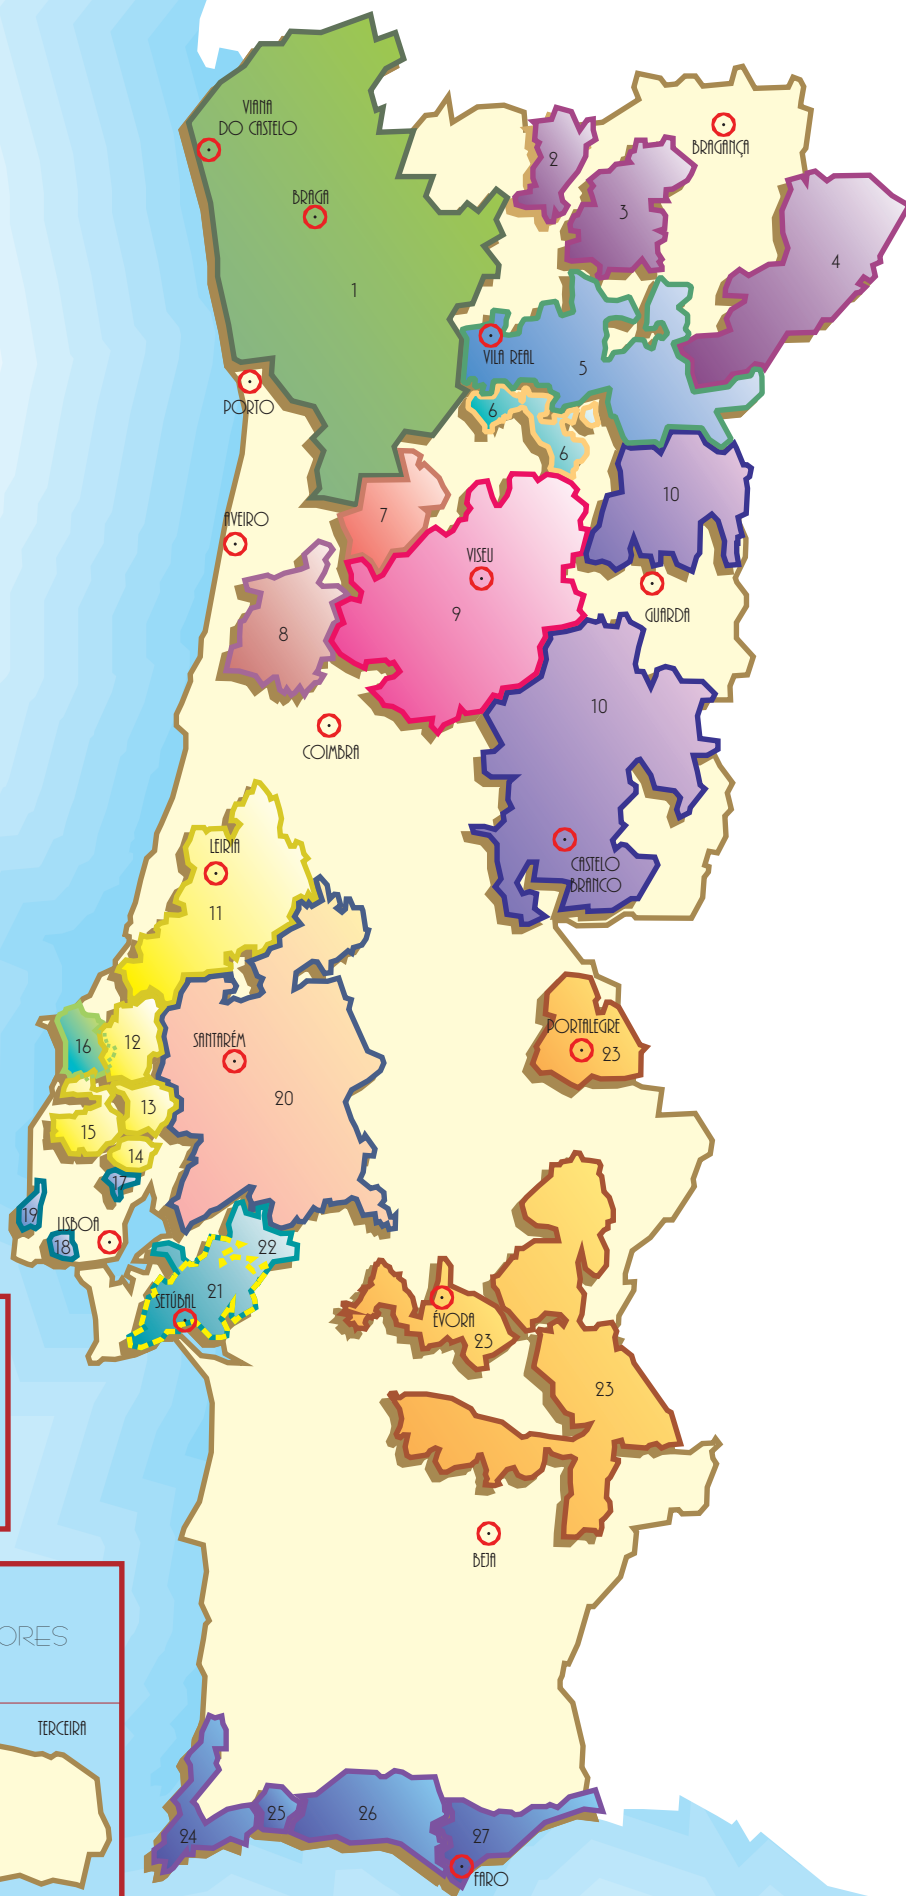 VIANA
DO CASTELO
BRAGANÇA
2
BRAGA
3
4
1
VILA REAL
5
PORTO
6
6
10
7
AVEIRO
VISEU
9
GUARDA
8
10
COIMBRA
LEIRIA
CASTELO
BRANCO
11
PORTALEGRE
23
SANTARÉM
16
12
20
13
15
14
17
19
LISBOA
18
22
21
SETÚBAL
ÉVORA
23
23
BEJA
ORES
TERCEIRA
24
25
26
27
FARO